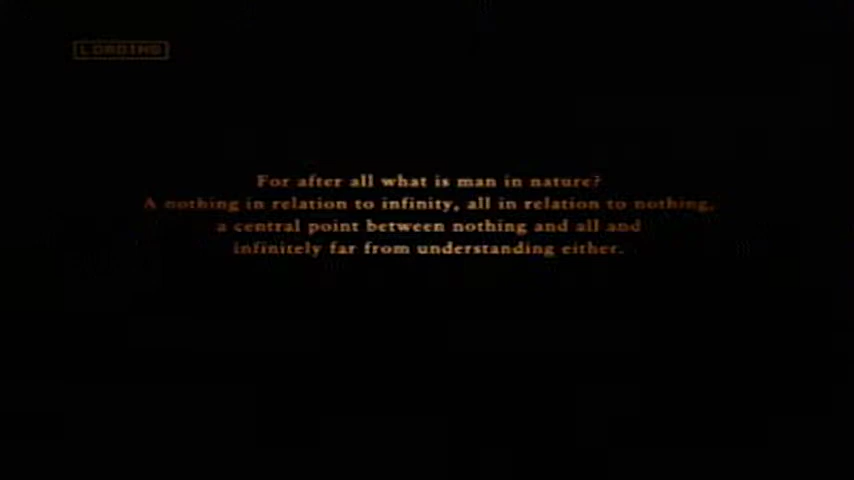 LOADING
For after all what is man in nature?
A nothing in relation to infinity, all in relation to nothing,
a central point between nothing and all and
infinitely far from understanding either.